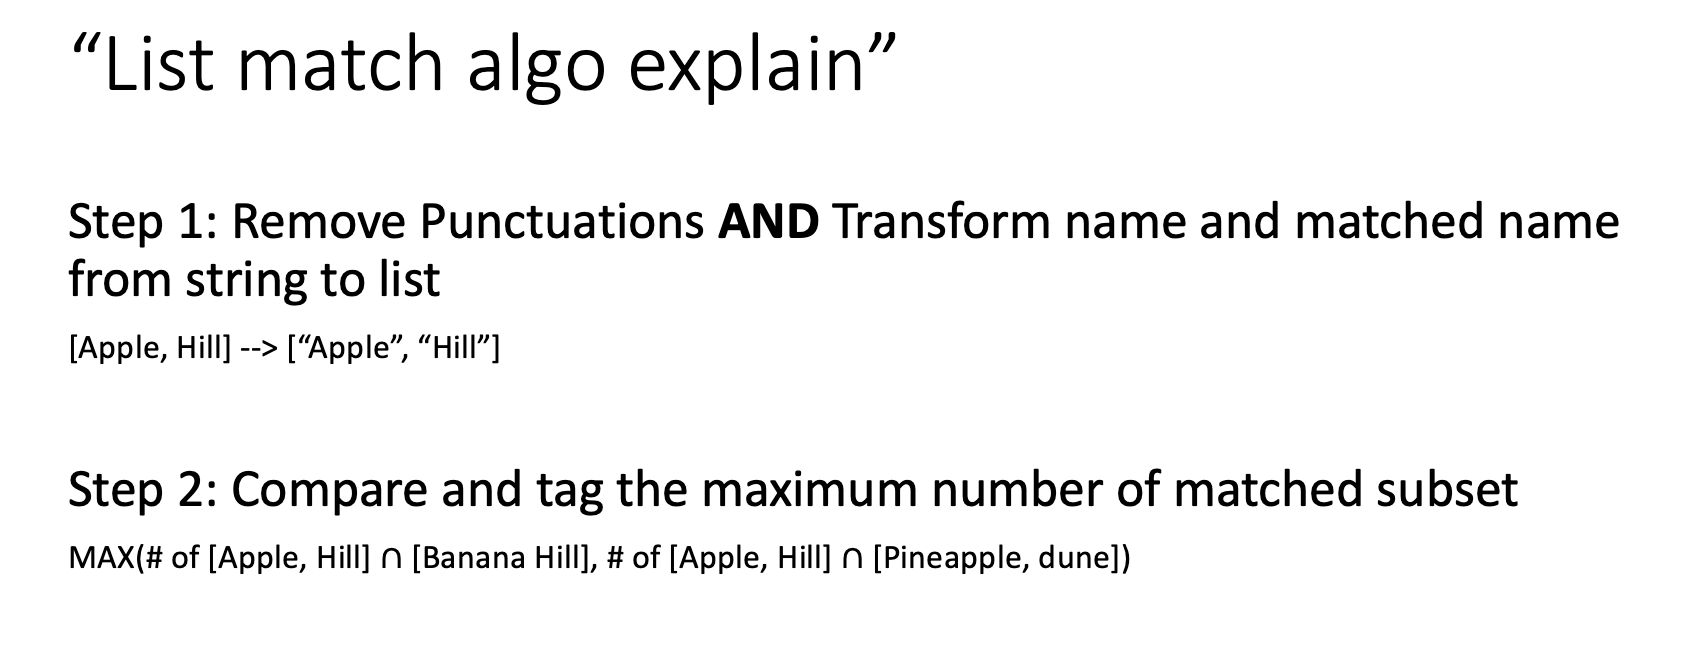 “List match algo explain”
Step 1: Remove Punctuations AND Transform name and matched name
from string to list
[Apple, Hill] --> [“Apple”, “Hill”]
Step 2: Compare and tag the maximum number of matched subset
MAX(# of [Apple, Hill] ∩ [Banana Hill], # of [Apple, Hill] ∩ [Pineapple, dune])